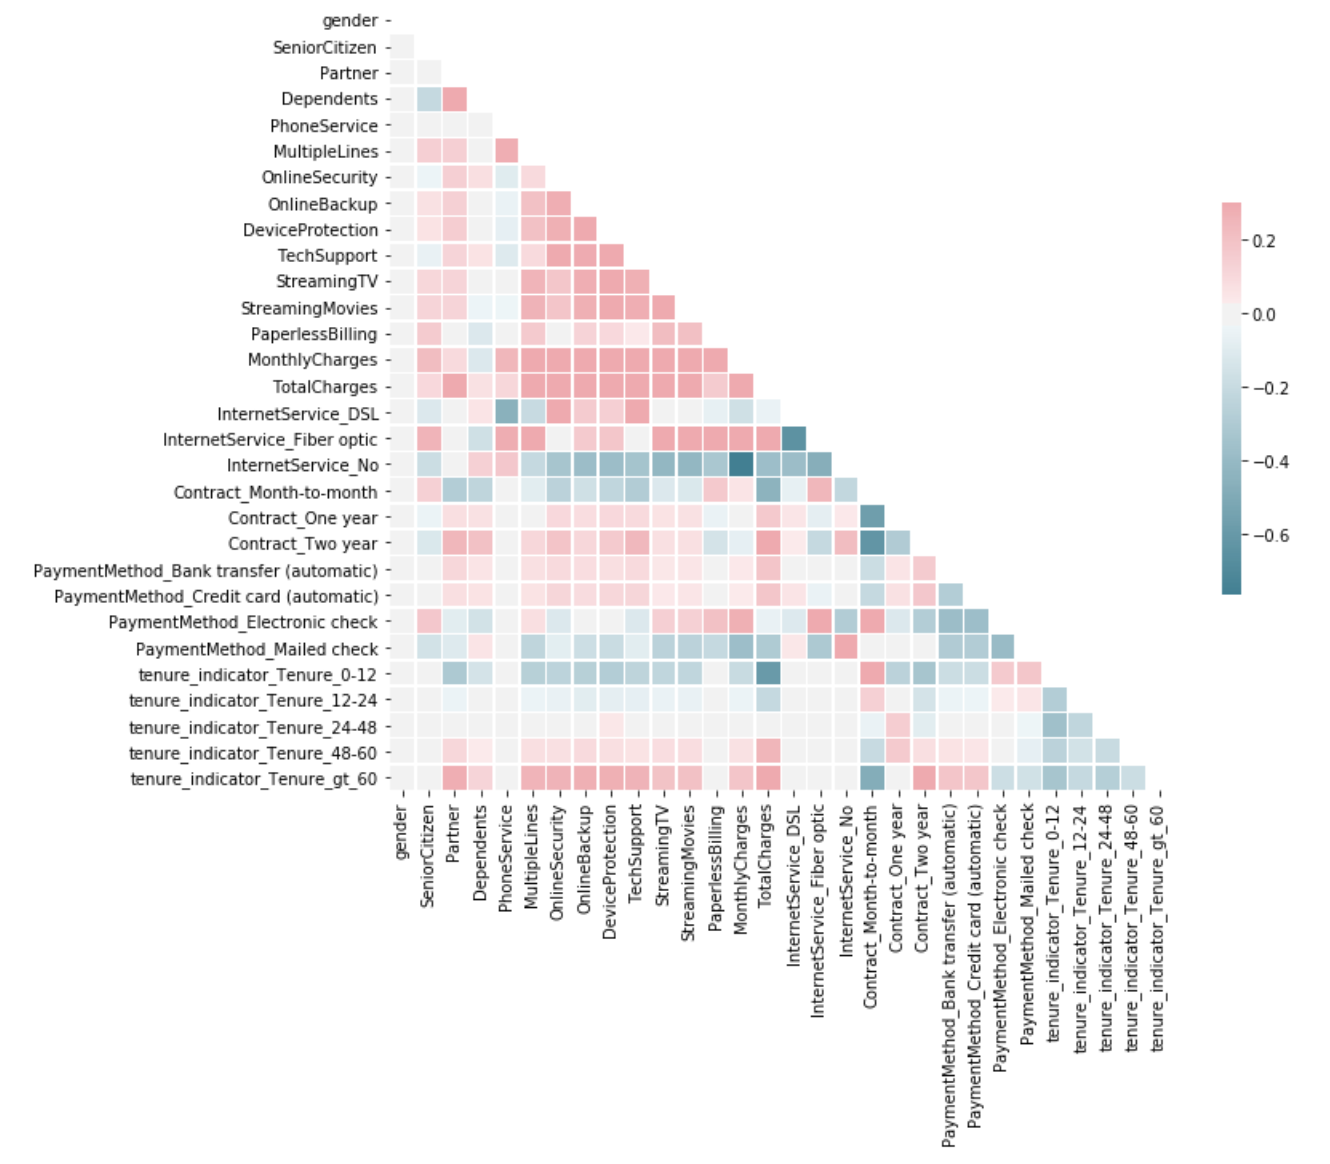 gender
SeniorCitizen
Partner
Dependents
PhoneService
MultipleLines
OnlineSecurity
OnlineBackup
DeviceProtection
TechSupport
StreamingTV
StreamingMovies
PaperlessBilling
MonthlyCharges
TotalCharges
InternetService_DSL
InternetService_Fiber optic
InternetService_No
Contract_Month-to-month
Contract_One year
Contract_Two year
PaymentMethod_Bank transfer (automatic)
PaymentMethod_Credit card (automatic)
PaymentMethod_Electronic check
PaymentMethod_Mailed check
tenure_indicator_Tenure_0-12
tenure_indicator_Tenure_12-24
tenure_indicator_Tenure_24-48
tenure_indicator_Tenure_48-60
tenure_indicator_Tenure_gt_60
gender
SeniorCitizen
Partner
Dependents
PhoneService
MultipleLines
OnlineSecurity
OnlineBackup
DeviceProtection
TechSupport
StreamingTV
StreamingMovies
PaperlessBilling
MonthlyCharges
TotalCharges
InternetService_DSL
InternetService_Fiber optic
InternetService_No
Contract_Month-to-month
Contract_One year
Contract_Two year
PaymentMethod_Bank transfer (automatic)
PaymentMethod_Credit card (automatic)
PaymentMethod_Electronic check
PaymentMethod_Mailed check
tenure_indicator_Tenure_0-12
tenure_indicator_Tenure_12-24
tenure_indicator_Tenure_24-48
tenure_indicator_Tenure_48-60
tenure_indicator_Tenure_gt_60
0.2
0.0
−0.2
−0.4
−0.6